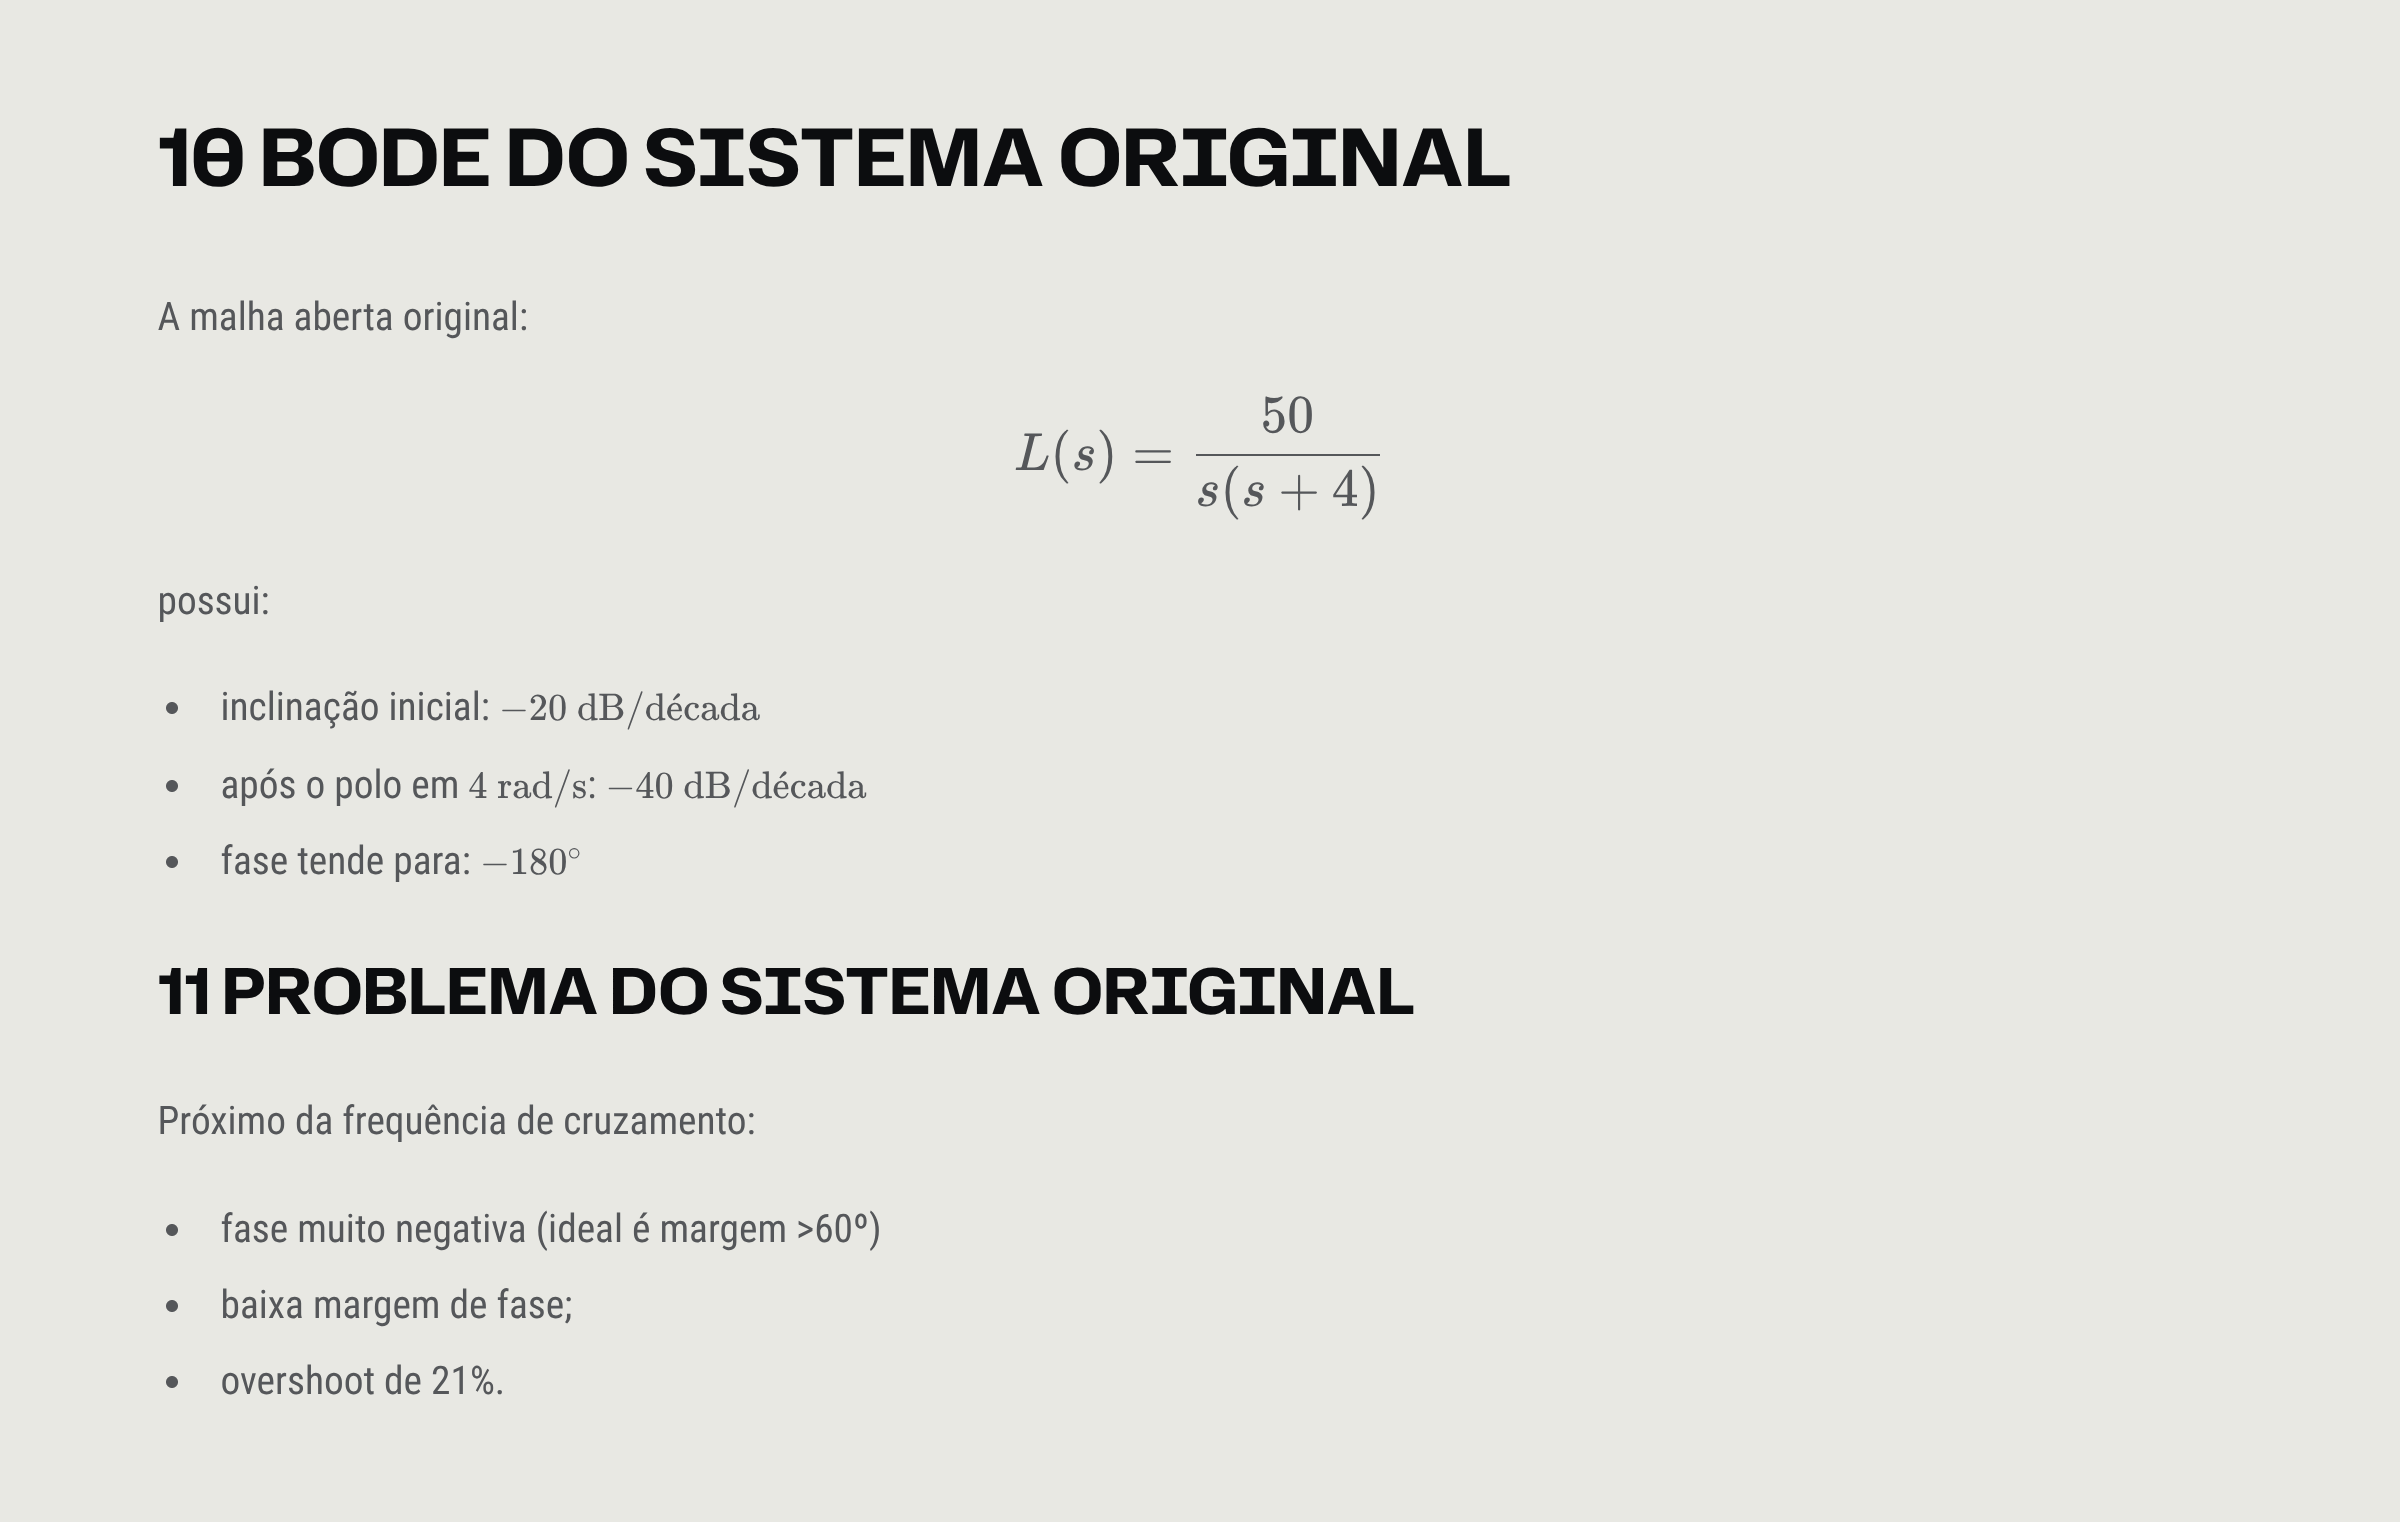 10 BODE DO SISTEMA ORIGINAL
A malha aberta original:
L(s) = 50 / s(s + 4)
possui:
• inclinação inicial: −20 dB/década
• após o polo em 4 rad/s: −40 dB/década
• fase tende para: −180°
11 PROBLEMA DO SISTEMA ORIGINAL
Próximo da frequência de cruzamento:
• fase muito negativa (ideal é margem >60º)
• baixa margem de fase;
• overshoot de 21%.